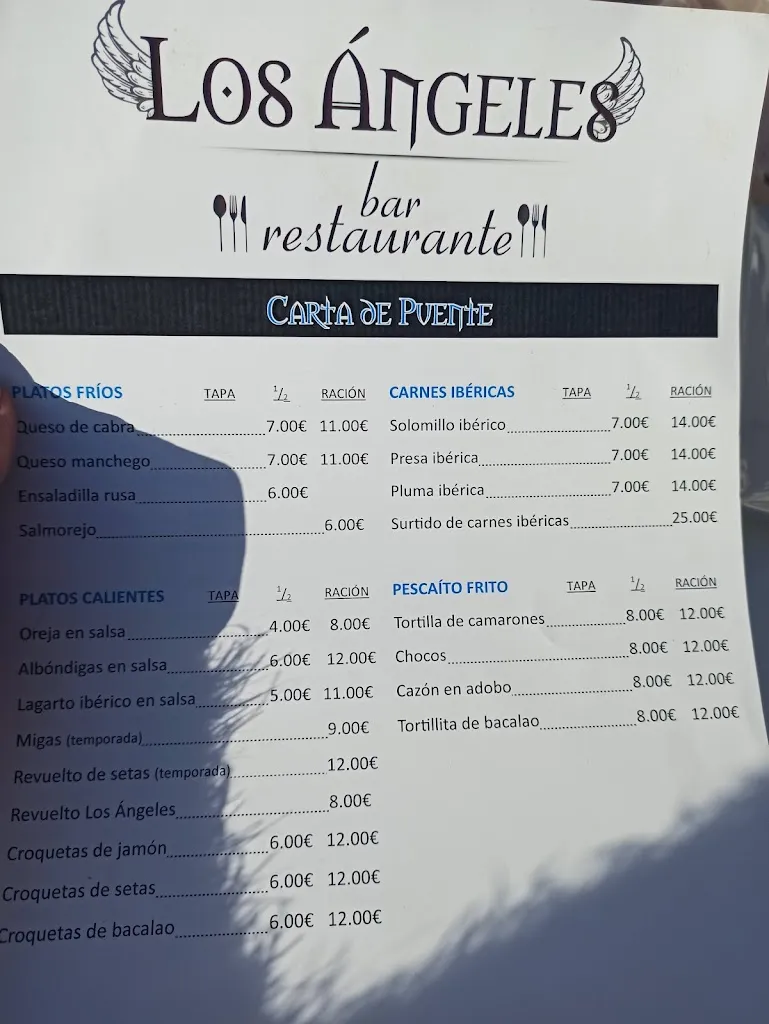 LOS ÁNGELES
bar
restaurante
CARTA DE PUENTE
PLATOS FRÍOS TAPA 1/2 RACIÓN
Queso de cabra 7.00€ 11.00€
Queso manchego 7.00€ 11.00€
Ensaladilla rusa 6.00€
Salmorejo 6.00€
PLATOS CALIENTES TAPA 1/2 RACIÓN
Oreja en salsa 4.00€ 8.00€
Albóndigas en salsa 6.00€ 12.00€
Lagarto ibérico en salsa 5.00€ 11.00€
Migas (temporada) 9.00€
Revuelto de setas (temporada) 12.00€
Revuelto Los Ángeles 8.00€
Croquetas de jamón 6.00€ 12.00€
Croquetas de setas 6.00€ 12.00€
Croquetas de bacalao 6.00€ 12.00€
CARNES IBÉRICAS TAPA 1/2 RACIÓN
Solomillo ibérico 7.00€ 14.00€
Presa ibérica 7.00€ 14.00€
Pluma ibérica 7.00€ 14.00€
Surtido de carnes ibéricas 25.00€
PESCAÍTO FRITO TAPA 1/2 RACIÓN
Tortilla de camarones 8.00€ 12.00€
Chocos 8.00€ 12.00€
Cazón en adobo 8.00€ 12.00€
Tortillita de bacalao 8.00€ 12.00€